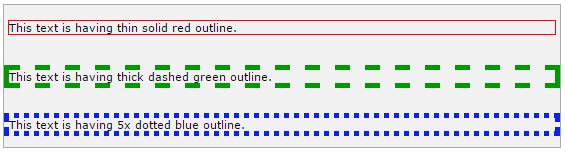 This text is having thin solid red outline.
This text is having thick dashed green outline.
This text is having 5x dotted blue outline.